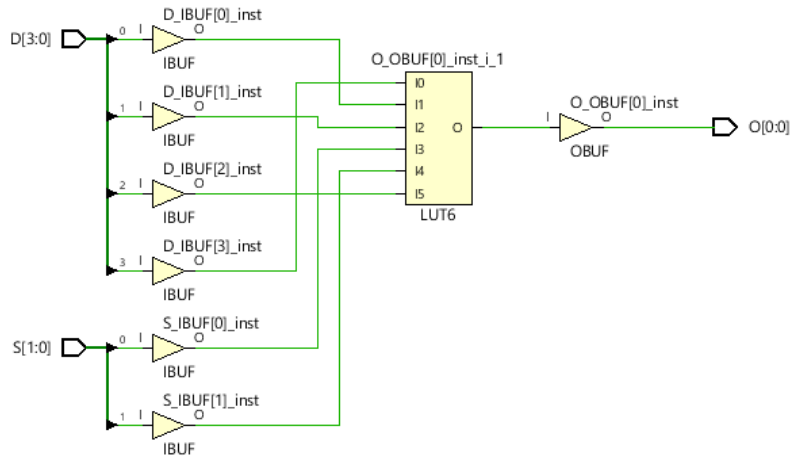 D_IBUF[0]_inst
D[3:0]
0
I
O
IBUF
D_IBUF[1]_inst
1
I
O
IBUF
D_IBUF[2]_inst
2
I
O
IBUF
D_IBUF[3]_inst
3
I
O
IBUF
S_IBUF[0]_inst
S[1:0]
0
I
O
IBUF
S_IBUF[1]_inst
1
I
O
IBUF
O_OBUF[0]_inst_i_1
I0
I1
I2
I3
I4
I5
O
LUT6
O_OBUF[0]_inst
I
O
OBUF
O[0:0]